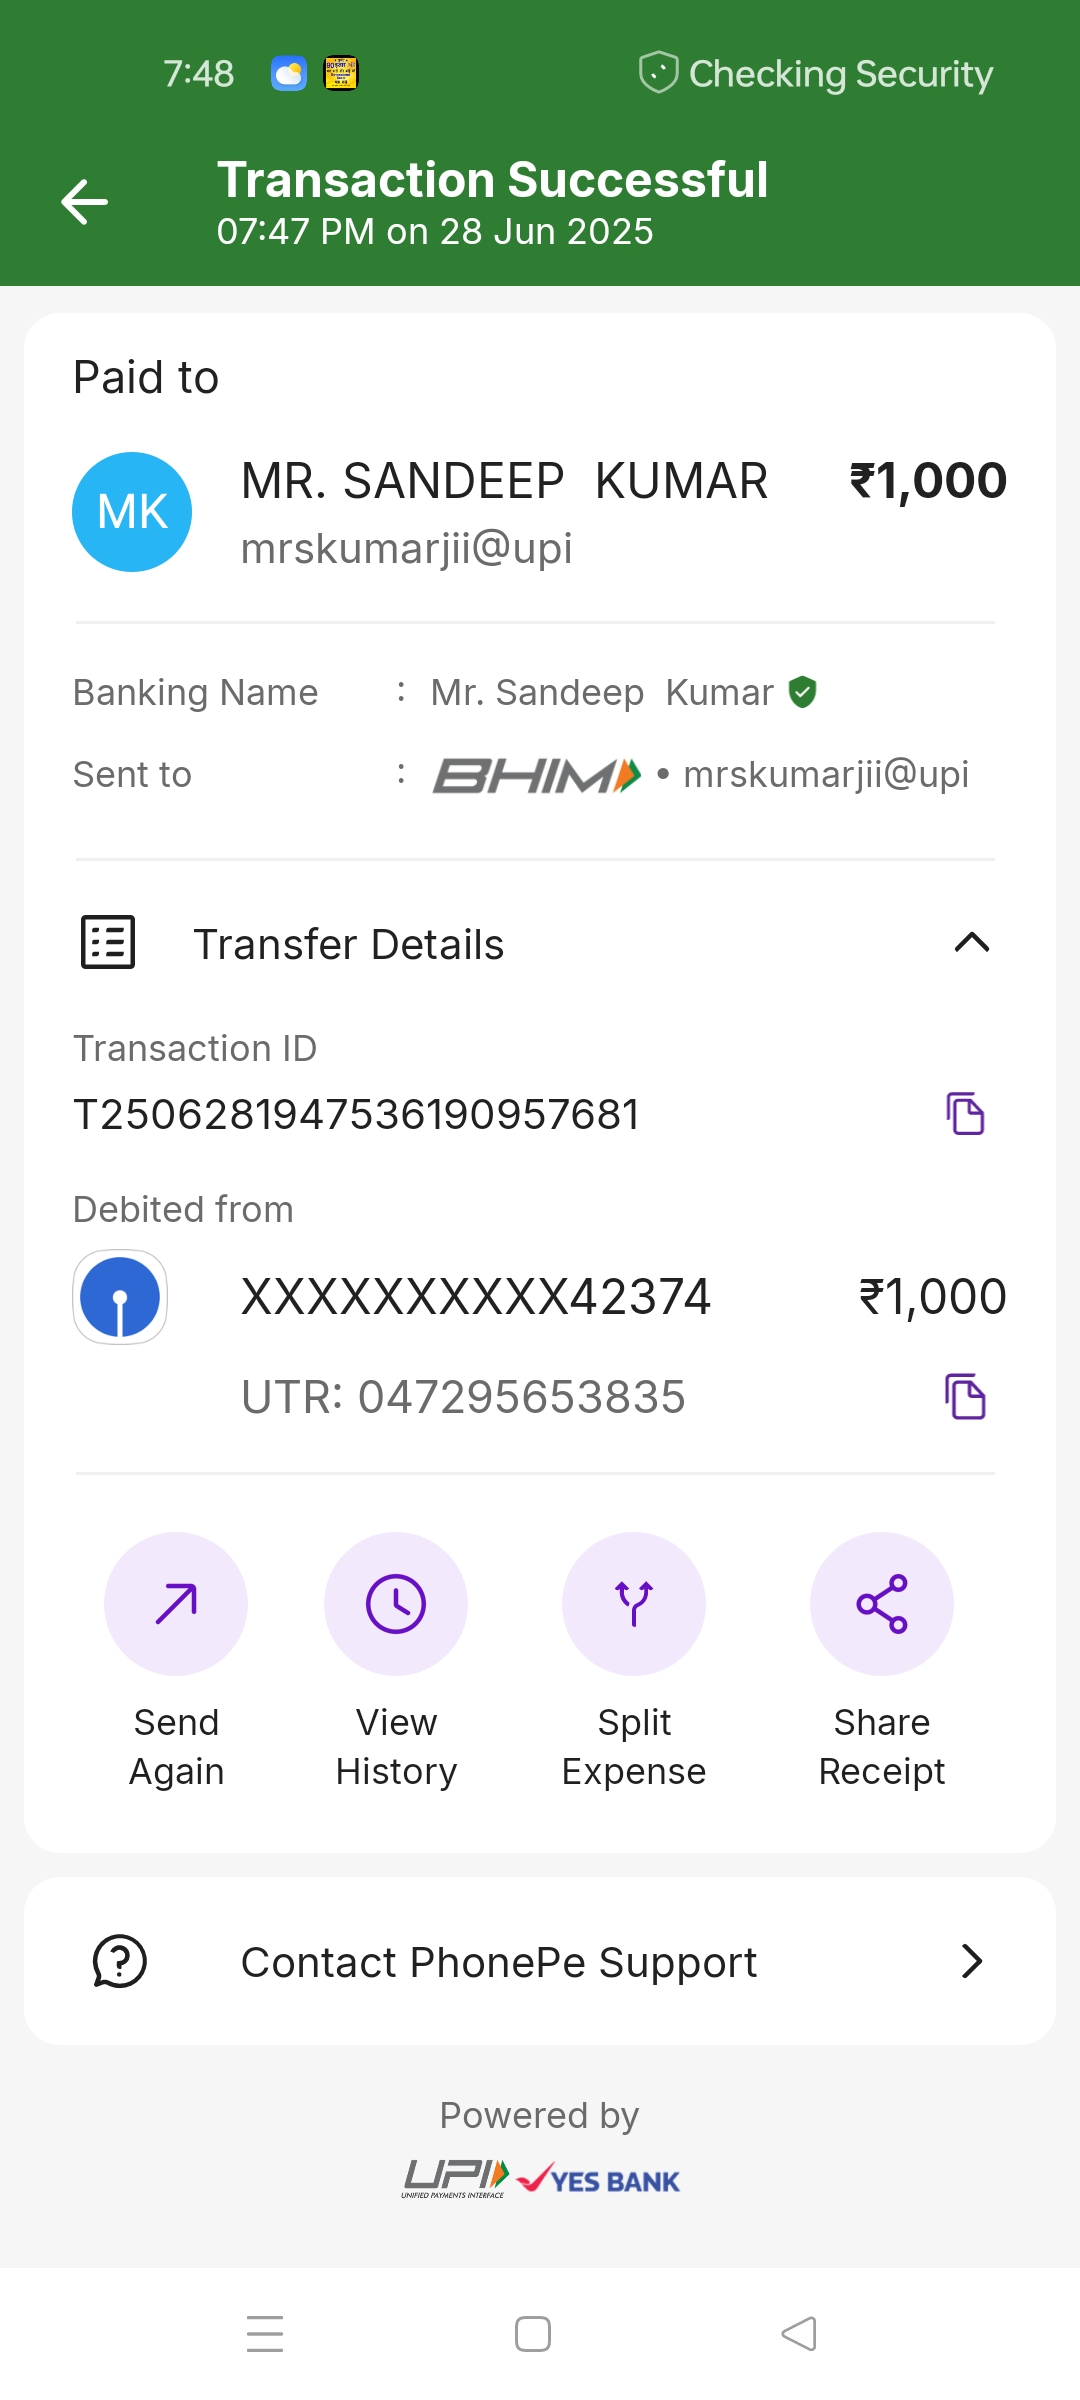 7:48
Checking Security
Transaction Successful
07:47 PM on 28 Jun 2025
Paid to
MK
MR. SANDEEP  KUMAR ₹1,000
mrskumarjii@upi
Banking Name : Mr. Sandeep  Kumar
Sent to : BHIM • mrskumarjii@upi
Transfer Details
Transaction ID
T2506281947536190957681
Debited from
XXXXXXXXXX42374 ₹1,000
UTR: 047295653835
Send Again
View History
Split Expense
Share Receipt
Contact PhonePe Support
Powered by
UPI YES BANK
UNIFIED PAYMENTS INTERFACE